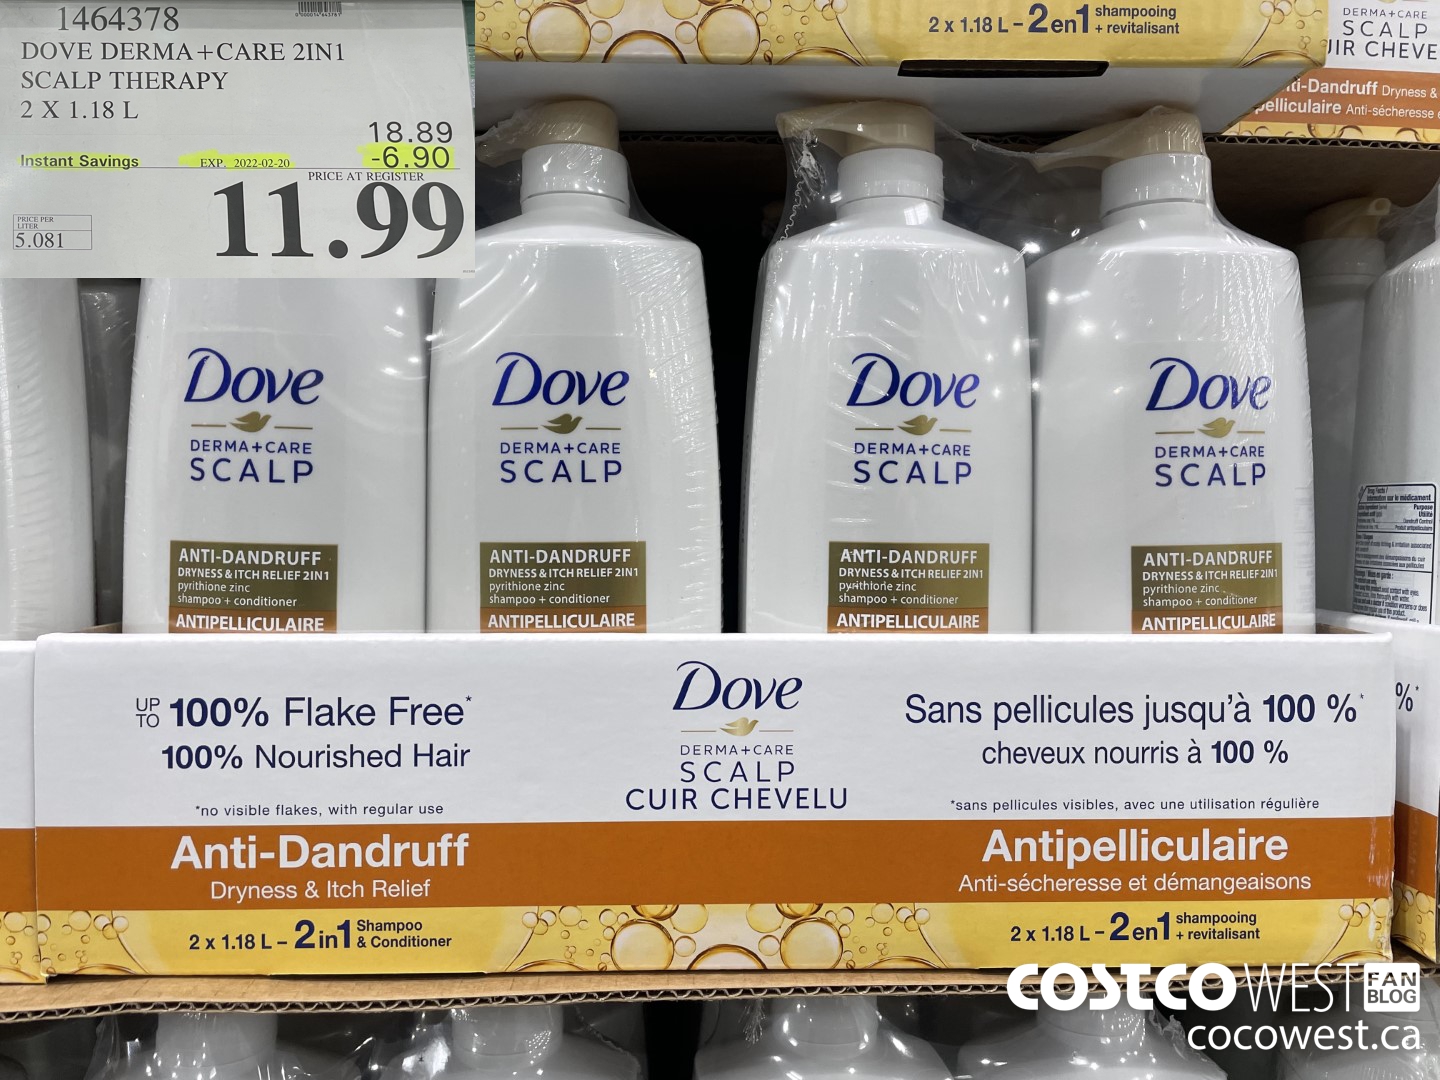 1464378
DOVE DERMA+CARE 2IN1
SCALP THERAPY
2 X 1.18 L
18.89
Instant Savings EXP. 2022-02-20 -6.90
PRICE AT REGISTER
11.99
PRICE PER
LITER
5.081
2 x 1.18 L – 2en1 shampooing
+ revitalisant
DERMA+CARE
SCALP
Anti-sécheresse
Dove
DERMA+CARE
SCALP
ANTI-DANDRUFF
DRYNESS & ITCH RELIEF 2IN1
pyrithione zinc
shampoo + conditioner
ANTIPELLICULAIRE
Dove
DERMA+CARE
SCALP
ANTI-DANDRUFF
DRYNESS & ITCH RELIEF 2IN1
pyrithione zinc
shampoo + conditioner
ANTIPELLICULAIRE
Dove
DERMA+CARE
SCALP
ANTI-DANDRUFF
DRYNESS & ITCH RELIEF 2IN1
pyrithione zinc
shampoo + conditioner
ANTIPELLICULAIRE
Dove
DERMA+CARE
SCALP
ANTI-DANDRUFF
DRYNESS & ITCH RELIEF 2IN1
pyrithione zinc
shampoo + conditioner
ANTIPELLICULAIRE
UP TO 100% Flake Free*
100% Nourished Hair
*no visible flakes, with regular use
Anti-Dandruff
Dryness & Itch Relief
2 x 1.18 L – 2in1 Shampoo
& Conditioner
Dove
DERMA+CARE
SCALP
CUIR CHEVELU
Sans pellicules jusqu'à 100 %*
cheveux nourris à 100 %
*sans pellicules visibles, avec une utilisation régulière
Antipelliculaire
Anti-sécheresse et démangeaisons
2 x 1.18 L – 2en1 shampooing
+ revitalisant
%*
COSTCO WEST FAN BLOG
cocowest.ca